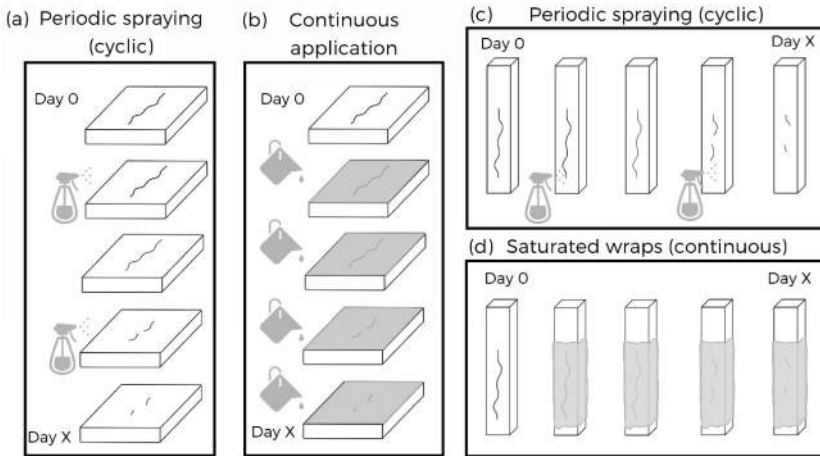 (a) Periodic spraying
(cyclic)
Day 0
Day X
(b) Continuous
application
Day 0
Day X
(c) Periodic spraying (cyclic)
Day 0
Day X
(d) Saturated wraps (continuous)
Day 0
Day X